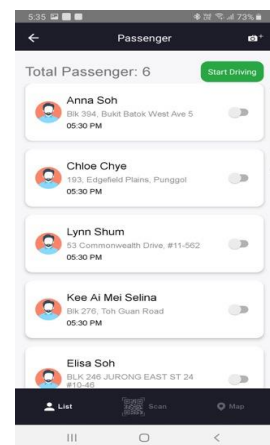 5:35
73%
Passenger
Total Passenger: 6
Start Driving
Anna Soh
Blk 394, Bukit Batok West Ave 5
05:30 PM
Chloe Chye
193, Edgefield Plains, Punggol
05:30 PM
Lynn Shum
53 Commonwealth Drive, #11-562
05:30 PM
Kee Ai Mei Selina
Blk 276, Toh Guan Road
05:30 PM
Elisa Soh
BLK 246 JURONG EAST ST 24
#10-46
List
Scan
Map